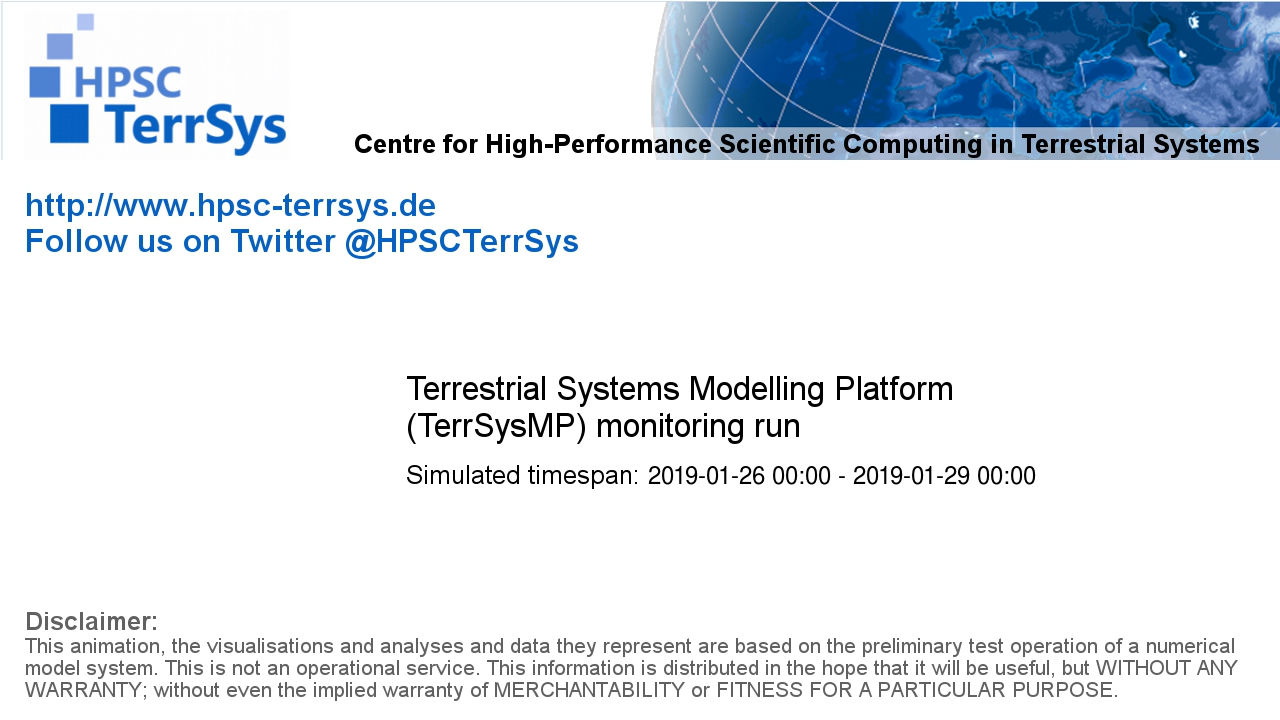 HPSC
TerrSys
Centre for High-Performance Scientific Computing in Terrestrial Systems
http://www.hpsc-terrsys.de
Follow us on Twitter @HPSCTerrSys
Terrestrial Systems Modelling Platform
(TerrSysMP) monitoring run
Simulated timespan: 2019-01-26 00:00 - 2019-01-29 00:00
Disclaimer:
This animation, the visualisations and analyses and data they represent are based on the preliminary test operation of a numerical
model system. This is not an operational service. This information is distributed in the hope that it will be useful, but WITHOUT ANY
WARRANTY; without even the implied warranty of MERCHANTABILITY or FITNESS FOR A PARTICULAR PURPOSE.